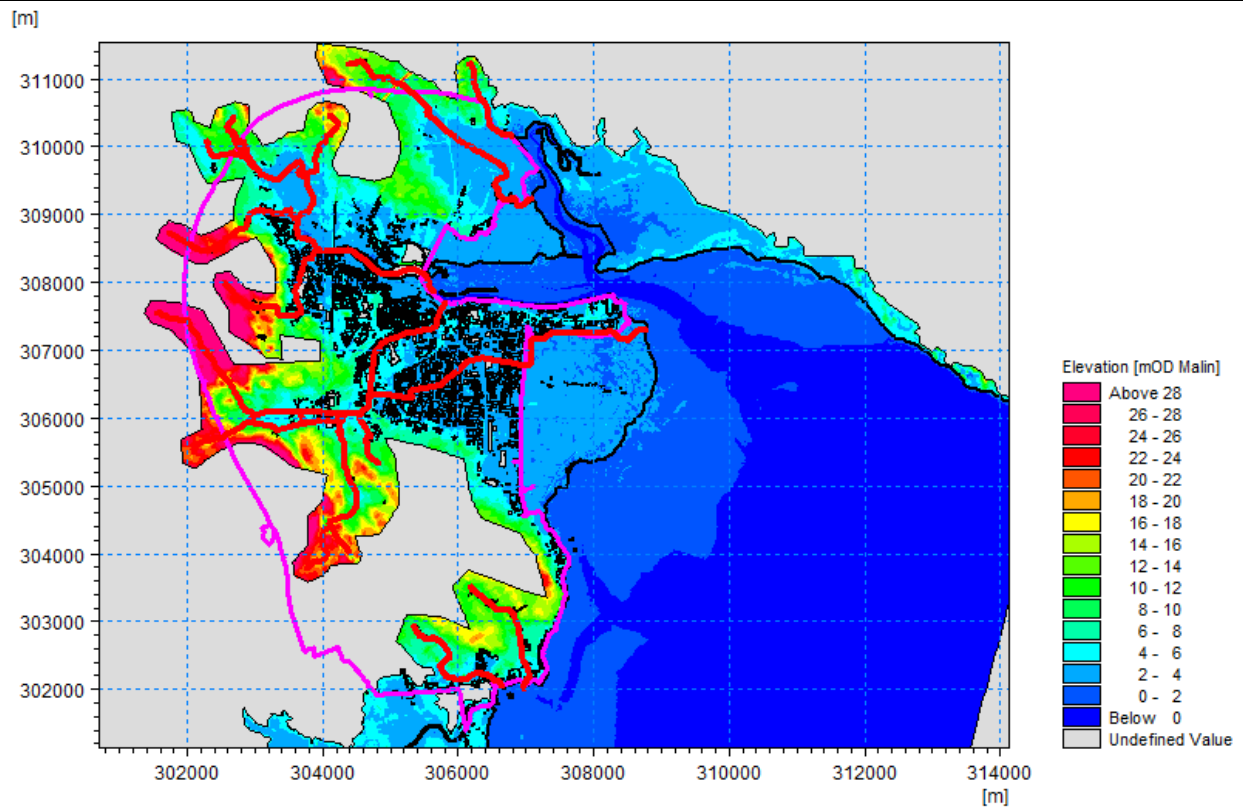 [m]
311000
310000
309000
308000
307000
306000
305000
304000
303000
302000
302000 304000 306000 308000 310000 312000 314000
[m]
Elevation [mOD Malin]
Above 28
26 - 28
24 - 26
22 - 24
20 - 22
18 - 20
16 - 18
14 - 16
12 - 14
10 - 12
8 - 10
6 - 8
4 - 6
2 - 4
0 - 2
Below 0
Undefined Value